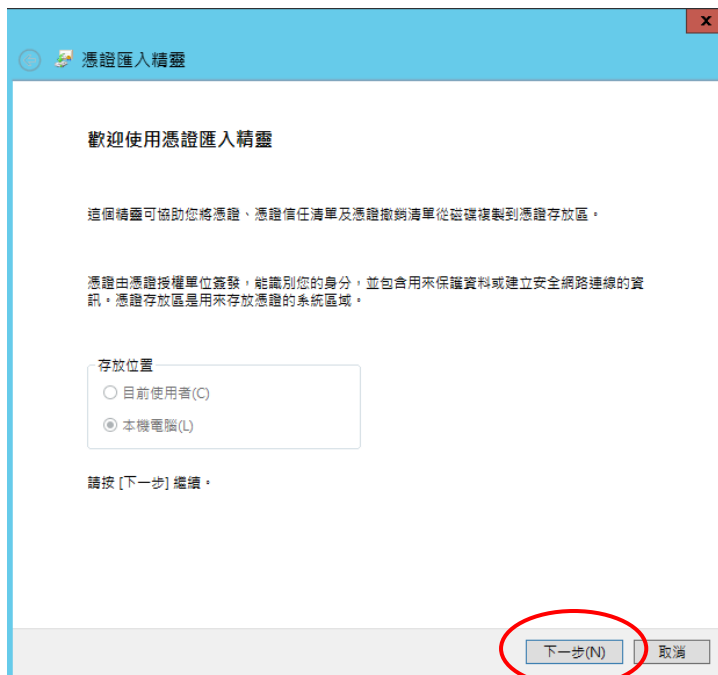 x
憑證匯入精靈
歡迎使用憑證匯入精靈
這個精靈可協助您將憑證、憑證信任清單及憑證撤銷清單從磁碟複製到憑證存放區。
憑證由憑證授權單位簽發，能識別您的身分，並包含用來保護資料或建立安全網路連線的資
訊。憑證存放區是用來存放憑證的系統區域。
存放位置
目前使用者(C)
本機電腦(L)
請按 [下一步] 繼續。
下一步(N)
取消